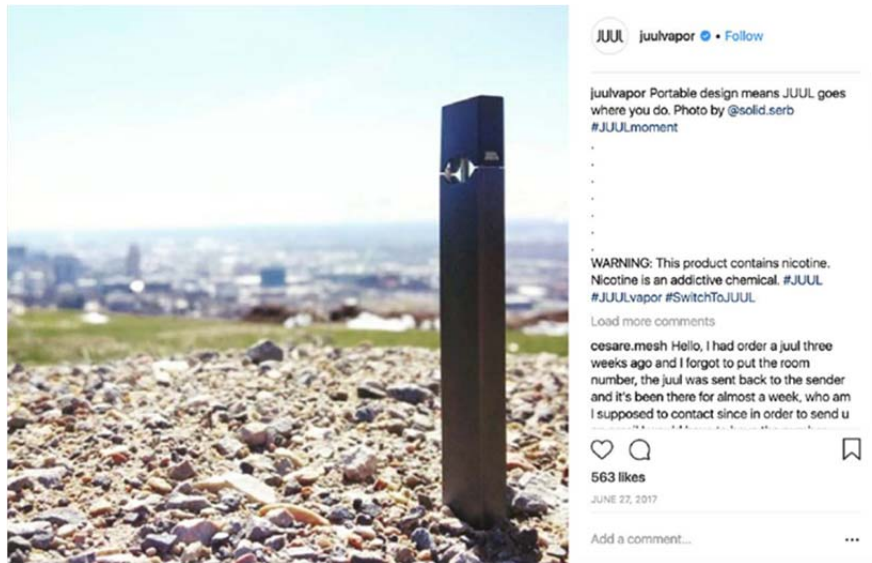 JUUL juulvapor • Follow
juulvapor Portable design means JUUL goes
where you do. Photo by @solid.serb
#JUULmoment
.
.
.
.
.
.
.
WARNING: This product contains nicotine.
Nicotine is an addictive chemical. #JUUL
#JUULvapor #SwitchToJUUL
Load more comments
cesare.mesh Hello, I had order a juul three
weeks ago and I forgot to put the room
number, the juul was sent back to the sender
and it's been there for almost a week, who am
I supposed to contact since in order to send u
563 likes
JUNE 27, 2017
Add a comment...